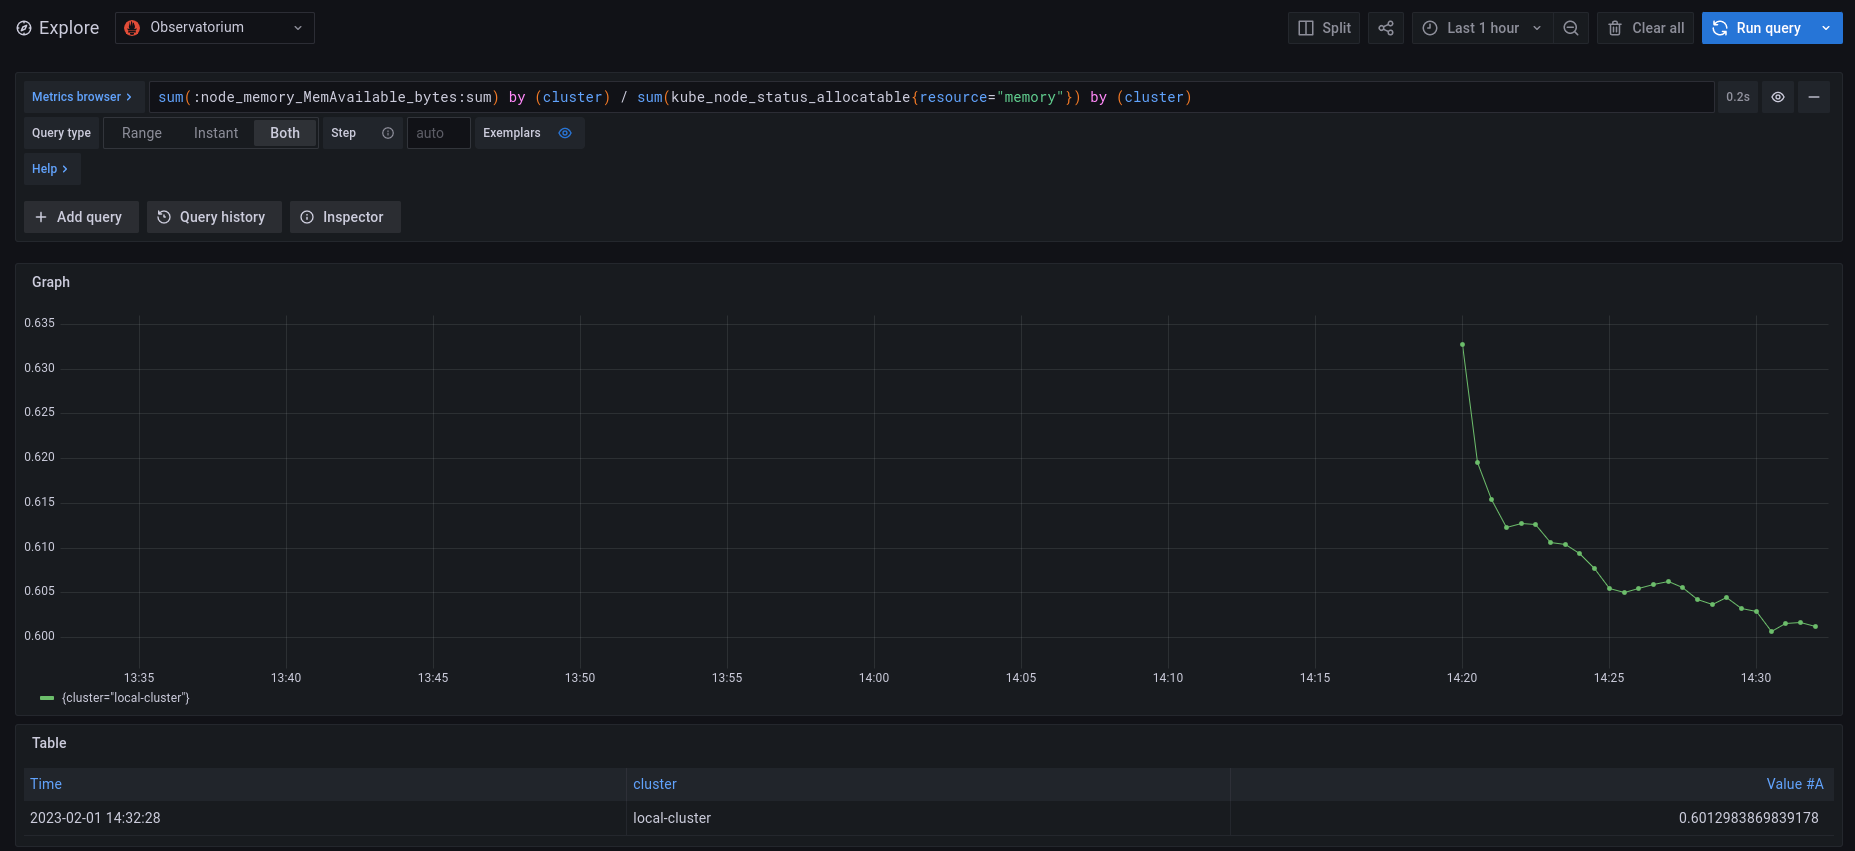 Explore Observatorium Split Last 1 hour Clear all Run query
Metrics browser > sum(:node_memory_MemAvailable_bytes:sum) by (cluster) / sum(kube_node_status_allocatable{resource="memory"}) by (cluster) 0.2s
Query type Range Instant Both Step auto Exemplars
Help >
+ Add query Query history Inspector
Graph
0.635
0.630
0.625
0.620
0.615
0.610
0.605
0.600
13:35 13:40 13:45 13:50 13:55 14:00 14:05 14:10 14:15 14:20 14:25 14:30
{cluster="local-cluster"}
Table
Time cluster Value #A
2023-02-01 14:32:28 local-cluster 0.6012983869839178